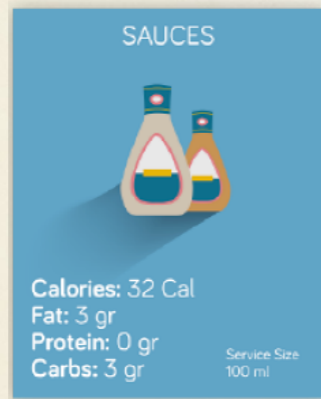 SAUCES
Calories: 32 Cal
Fat: 3 gr
Protein: 0 gr
Carbs: 3 gr
Service Size
100 ml